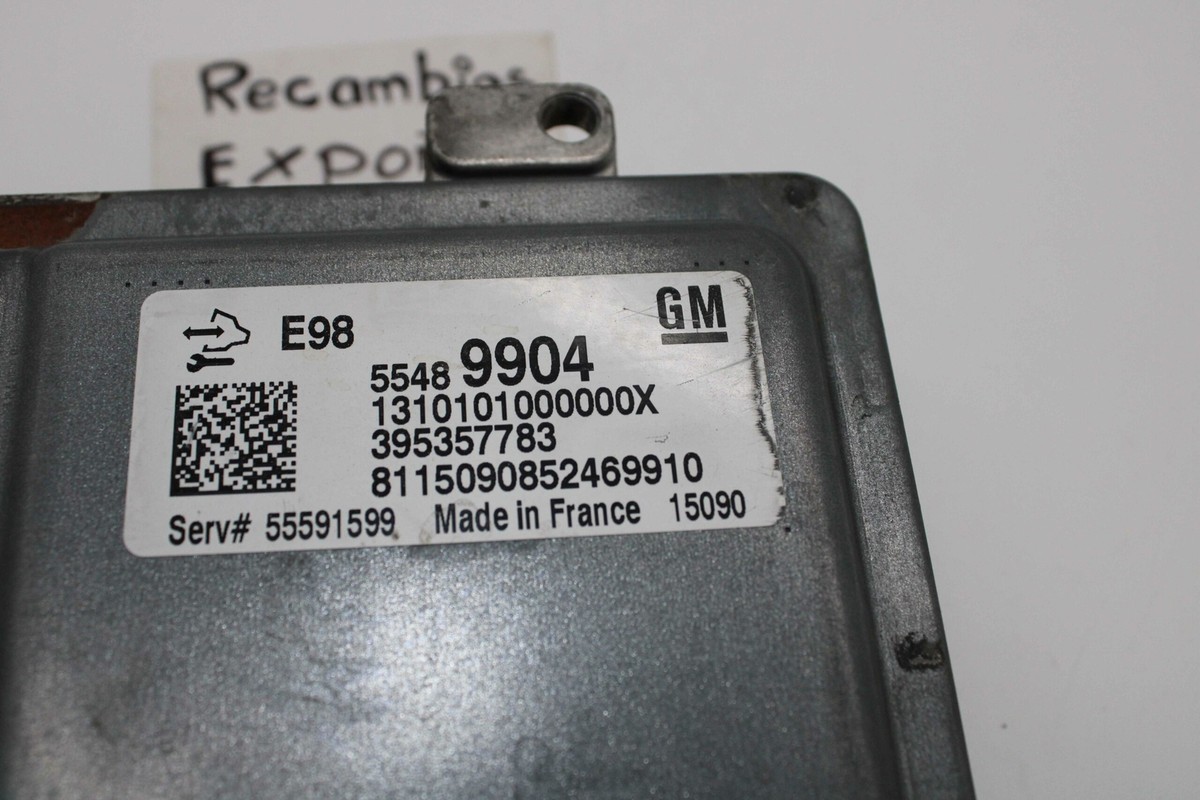 Recambios
E98
GM
5548 9904
1310101000000X
395357783
8115090852469910
Serv# 55591599 Made in France 15090